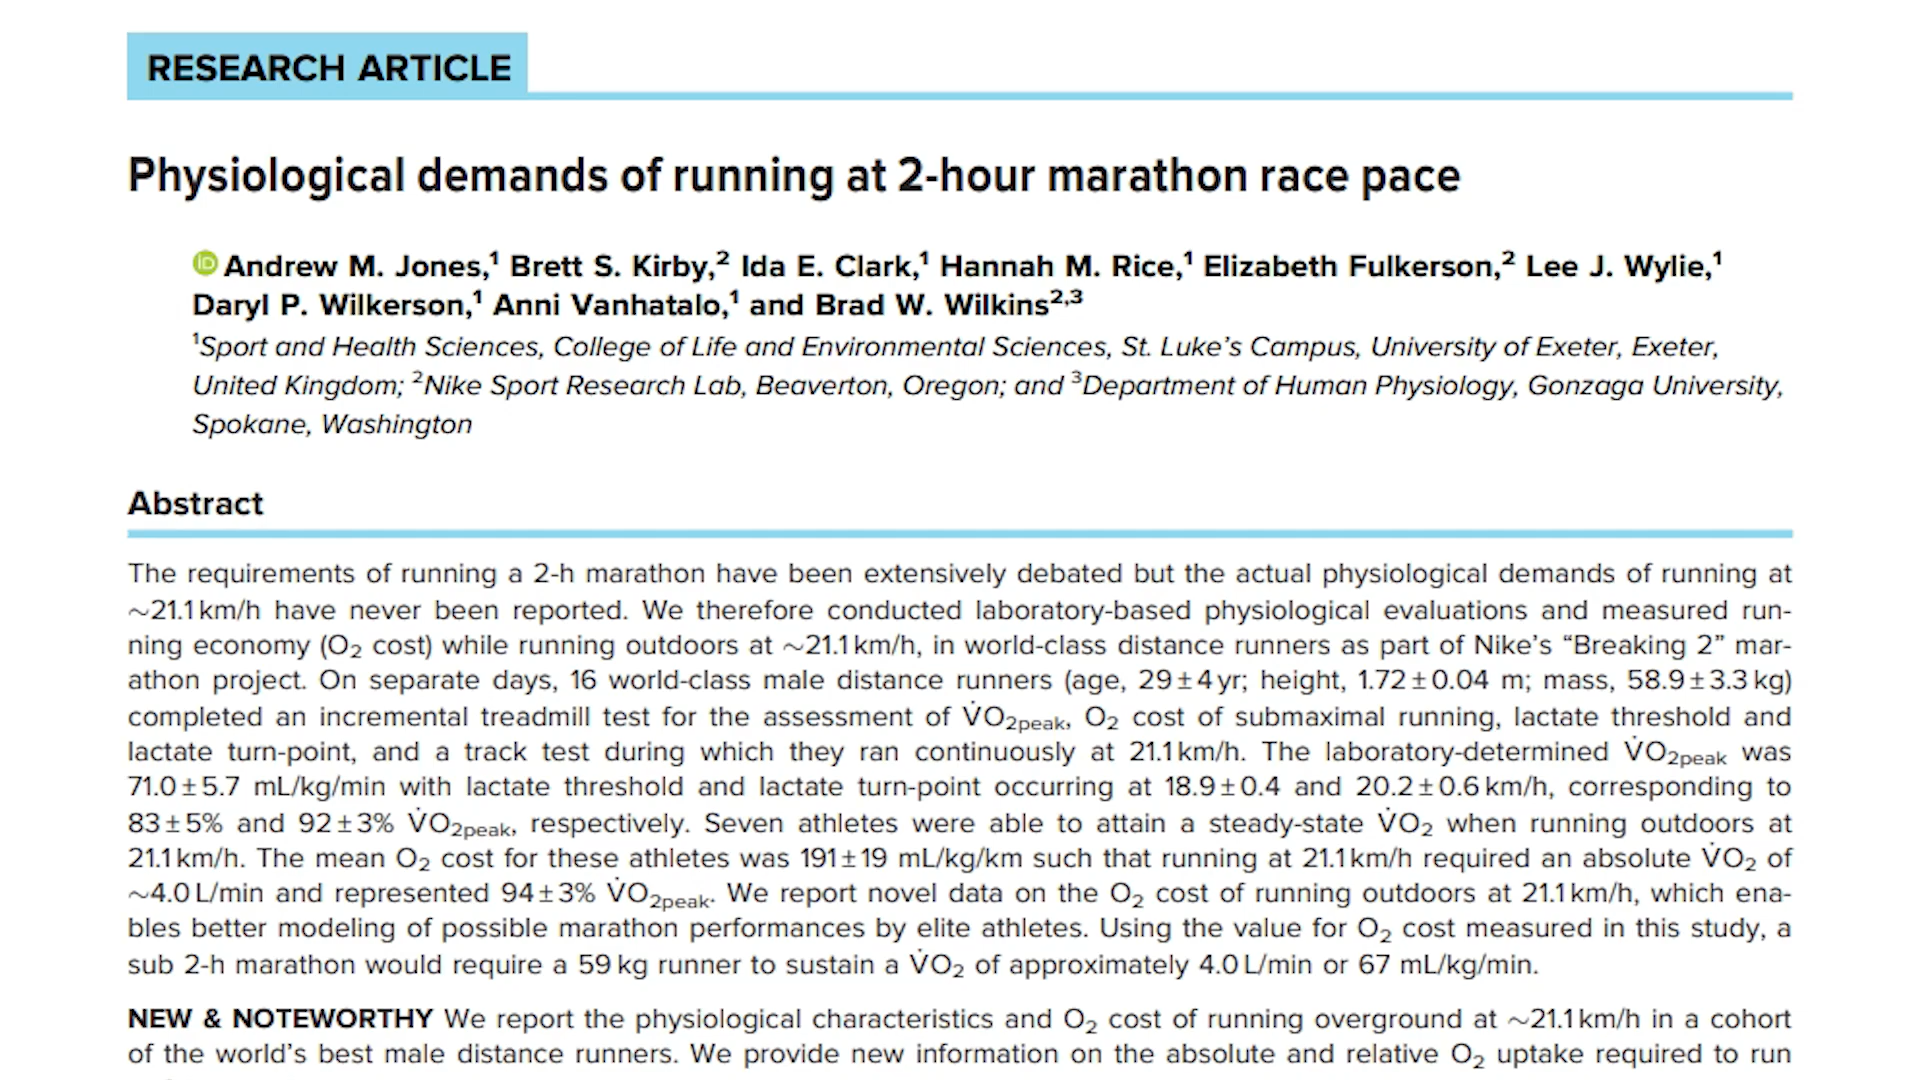 RESEARCH ARTICLE
Physiological demands of running at 2-hour marathon race pace
iD Andrew M. Jones,¹ Brett S. Kirby,² Ida E. Clark,¹ Hannah M. Rice,¹ Elizabeth Fulkerson,² Lee J. Wylie,¹
Daryl P. Wilkerson,¹ Anni Vanhatalo,¹ and Brad W. Wilkins²,³
¹Sport and Health Sciences, College of Life and Environmental Sciences, St. Luke’s Campus, University of Exeter, Exeter,
United Kingdom; ²Nike Sport Research Lab, Beaverton, Oregon; and ³Department of Human Physiology, Gonzaga University,
Spokane, Washington
Abstract
The requirements of running a 2-h marathon have been extensively debated but the actual physiological demands of running at
~21.1 km/h have never been reported. We therefore conducted laboratory-based physiological evaluations and measured run-
ning economy (O₂ cost) while running outdoors at ~21.1 km/h, in world-class distance runners as part of Nike’s “Breaking 2” mar-
athon project. On separate days, 16 world-class male distance runners (age, 29 ± 4 yr; height, 1.72 ± 0.04 m; mass, 58.9 ± 3.3 kg)
completed an incremental treadmill test for the assessment of V̇O₂peak, O₂ cost of submaximal running, lactate threshold and
lactate turn-point, and a track test during which they ran continuously at 21.1 km/h. The laboratory-determined V̇O₂peak was
71.0 ± 5.7 mL/kg/min with lactate threshold and lactate turn-point occurring at 18.9 ± 0.4 and 20.2 ± 0.6 km/h, corresponding to
83 ± 5% and 92 ± 3% V̇O₂peak, respectively. Seven athletes were able to attain a steady-state V̇O₂ when running outdoors at
21.1 km/h. The mean O₂ cost for these athletes was 191 ± 19 mL/kg/km such that running at 21.1 km/h required an absolute V̇O₂ of
~4.0 L/min and represented 94 ± 3% V̇O₂peak. We report novel data on the O₂ cost of running outdoors at 21.1 km/h, which ena-
bles better modeling of possible marathon performances by elite athletes. Using the value for O₂ cost measured in this study, a
sub 2-h marathon would require a 59 kg runner to sustain a V̇O₂ of approximately 4.0 L/min or 67 mL/kg/min.
NEW & NOTEWORTHY We report the physiological characteristics and O₂ cost of running overground at ~21.1 km/h in a cohort
of the world’s best male distance runners. We provide new information on the absolute and relative O₂ uptake required to run